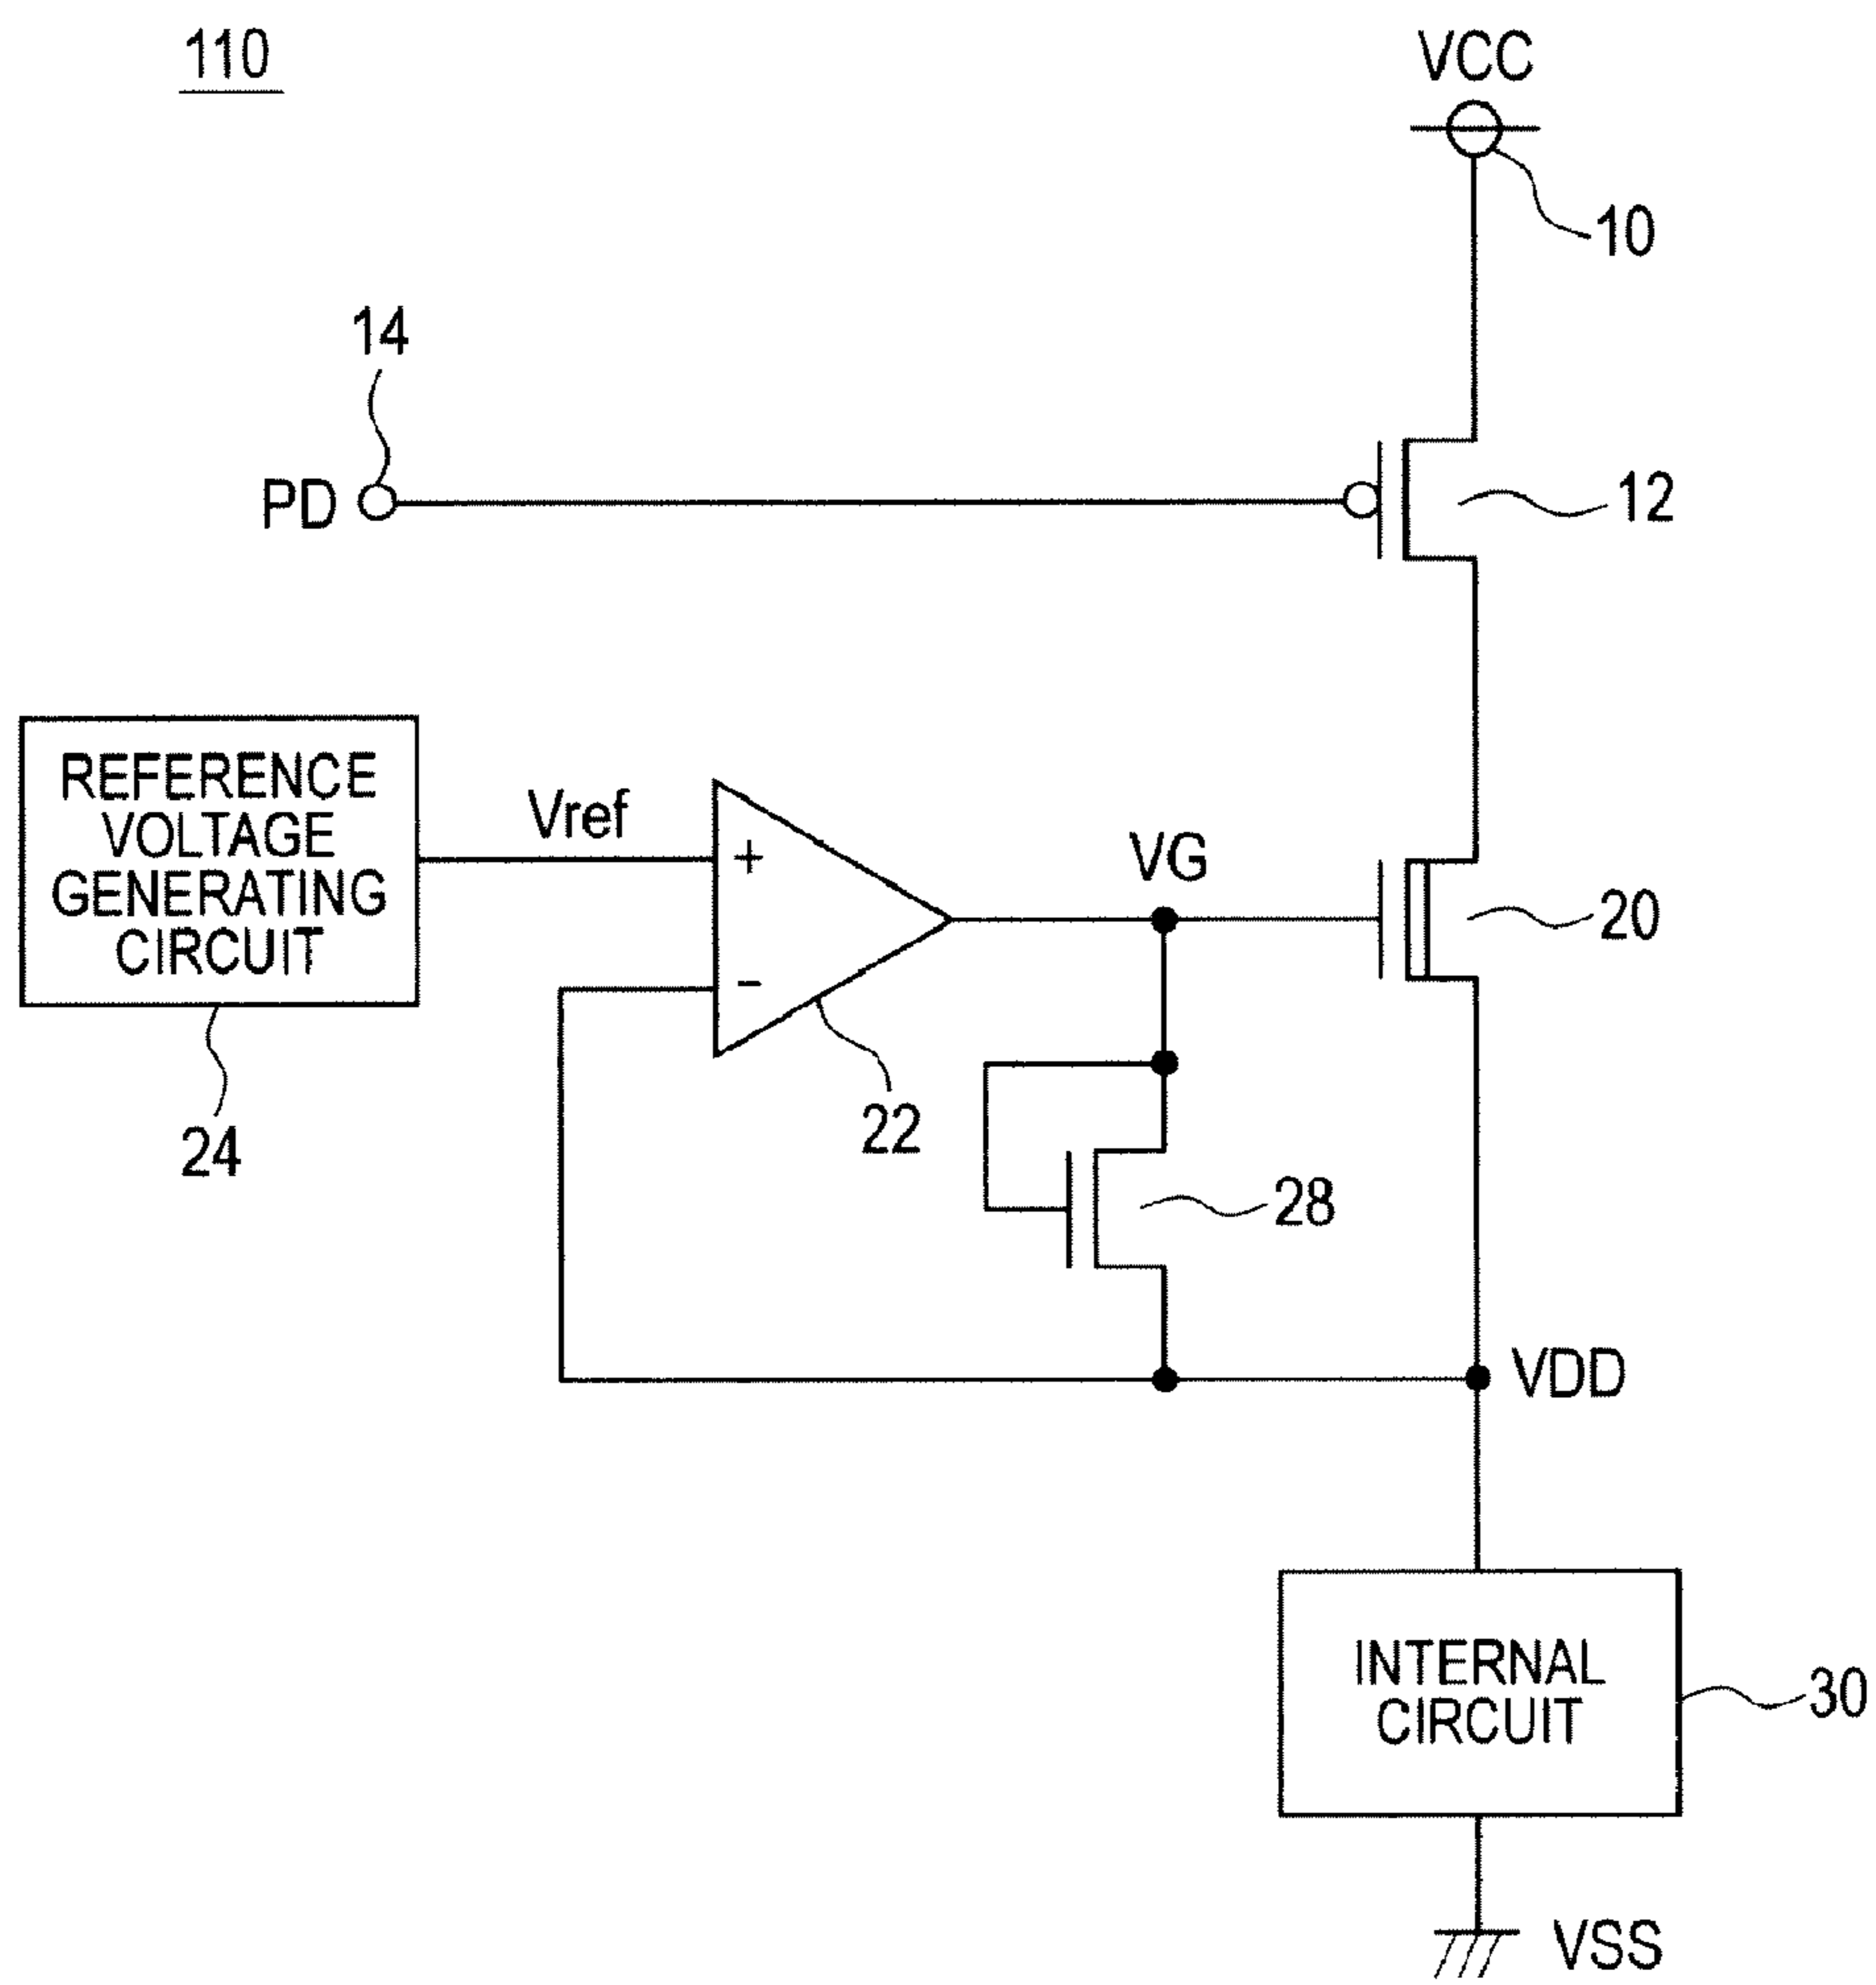 110
VCC
10
14
PD
12
REFERENCE
VOLTAGE
GENERATING
CIRCUIT
Vref
+
-
VG
20
22
24
28
VDD
INTERNAL
CIRCUIT
30
VSS